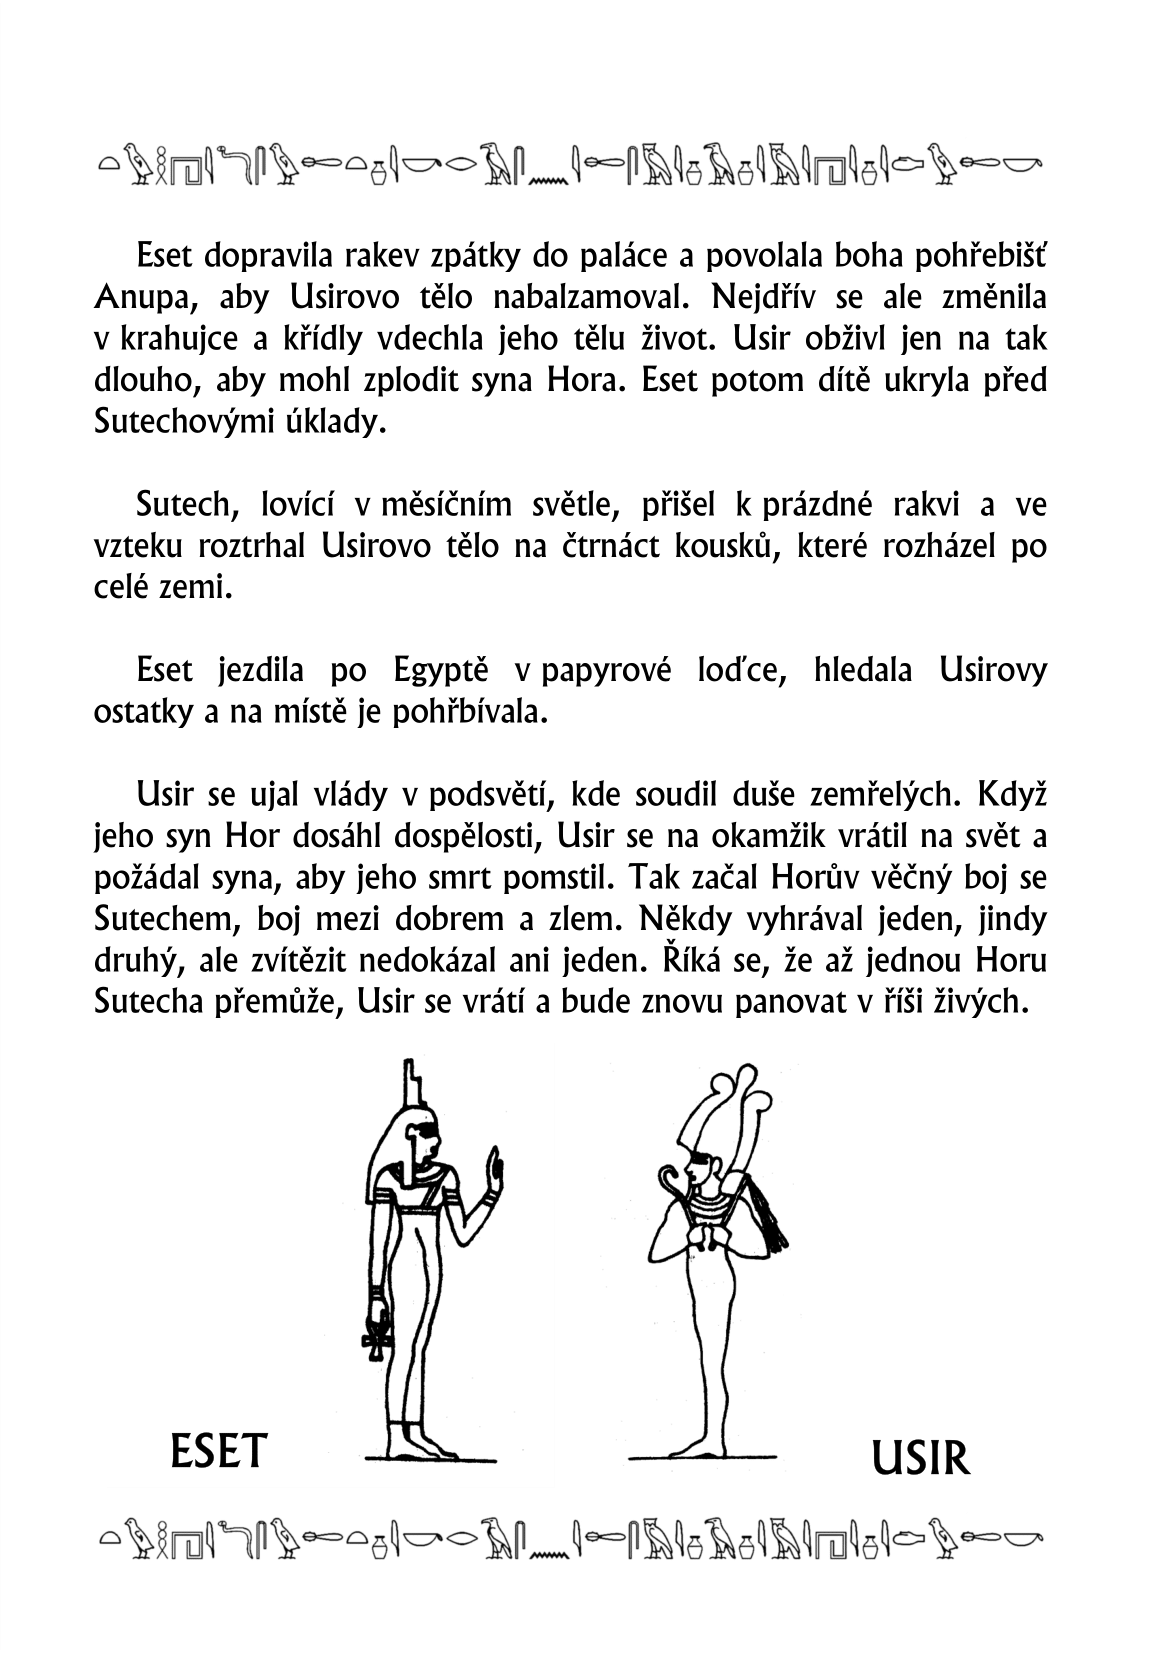 Eset dopravila rakev zpátky do paláce a povolala boha pohřebišť
Anupa, aby Usirovo tělo nabalzamoval. Nejdřív se ale změnila
v krahujce a křídly vdechla jeho tělu život. Usir obživl jen na tak
dlouho, aby mohl zplodit syna Hora. Eset potom dítě ukryla před
Sutechovými úklady.
Sutech, lovící v měsíčním světle, přišel k prázdné rakvi a ve
vzteku roztrhal Usirovo tělo na čtrnáct kousků, které rozházel po
celé zemi.
Eset jezdila po Egyptě v papyrové loďce, hledala Usirovy
ostatky a na místě je pohřbívala.
Usir se ujal vlády v podsvětí, kde soudil duše zemřelých. Když
jeho syn Hor dosáhl dospělosti, Usir se na okamžik vrátil na svět a
požádal syna, aby jeho smrt pomstil. Tak začal Horův věčný boj se
Sutechem, boj mezi dobrem a zlem. Někdy vyhrával jeden, jindy
druhý, ale zvítězit nedokázal ani jeden. Říká se, že až jednou Horu
Sutecha přemůže, Usir se vrátí a bude znovu panovat v říši živých.
ESET
USIR